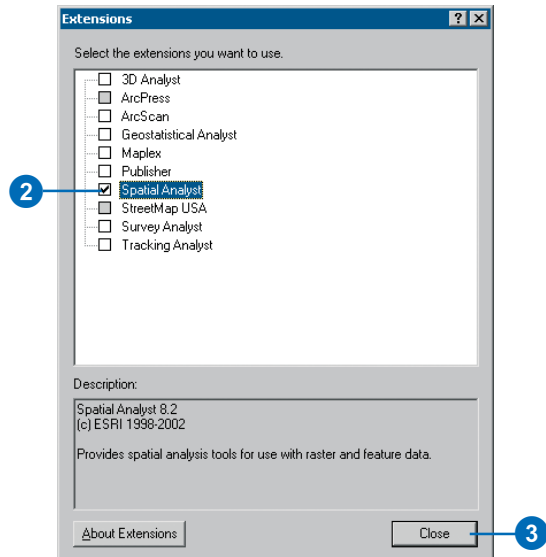 Extensions
Select the extensions you want to use.
3D Analyst
ArcPress
ArcScan
Geostatistical Analyst
Maplex
Publisher
2
Spatial Analyst
StreetMap USA
Survey Analyst
Tracking Analyst
Description:
Spatial Analyst 8.2
(c) ESRI 1998-2002
Provides spatial analysis tools for use with raster and feature data.
About Extensions
Close
3